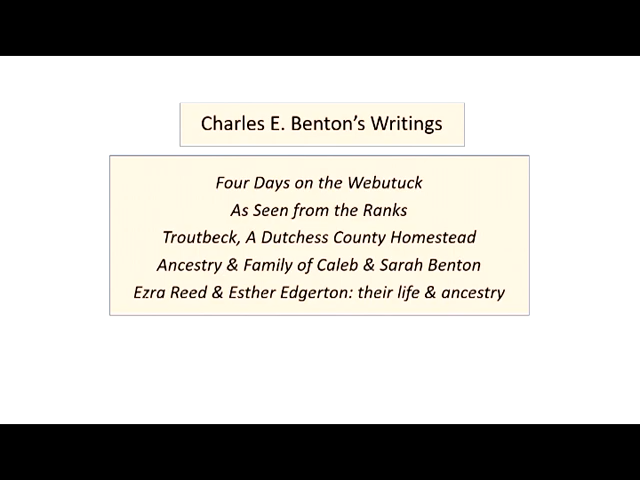 Charles E. Benton’s Writings
Four Days on the Webutuck
As Seen from the Ranks
Troutbeck, A Dutchess County Homestead
Ancestry & Family of Caleb & Sarah Benton
Ezra Reed & Esther Edgerton: their life & ancestry